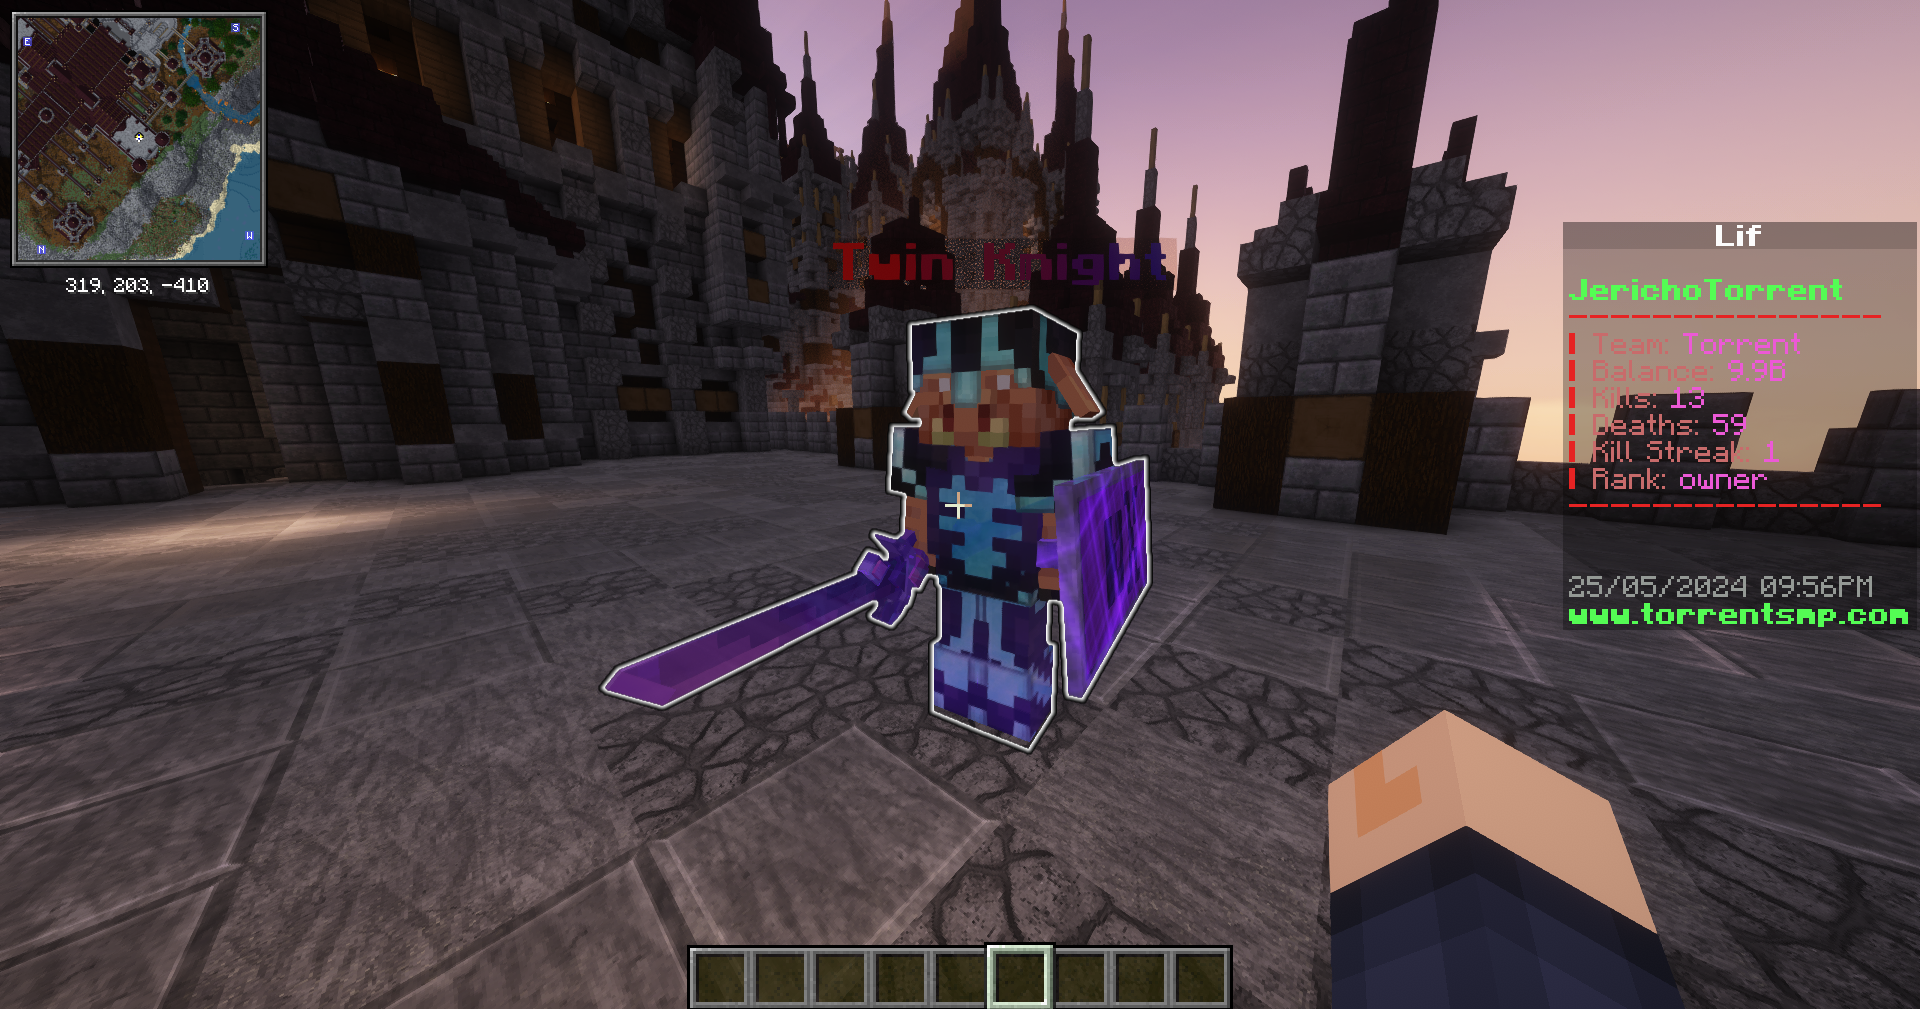 E
S
N
W
319, 203, -410
Twin Knight
Lif
JerichoTorrent
Team: Torrent
Balance: 9.9B
Kills: 13
Deaths: 59
Kill Streak: 1
Rank: owner
25/05/2024 09:56PM
www.torrentsmp.com